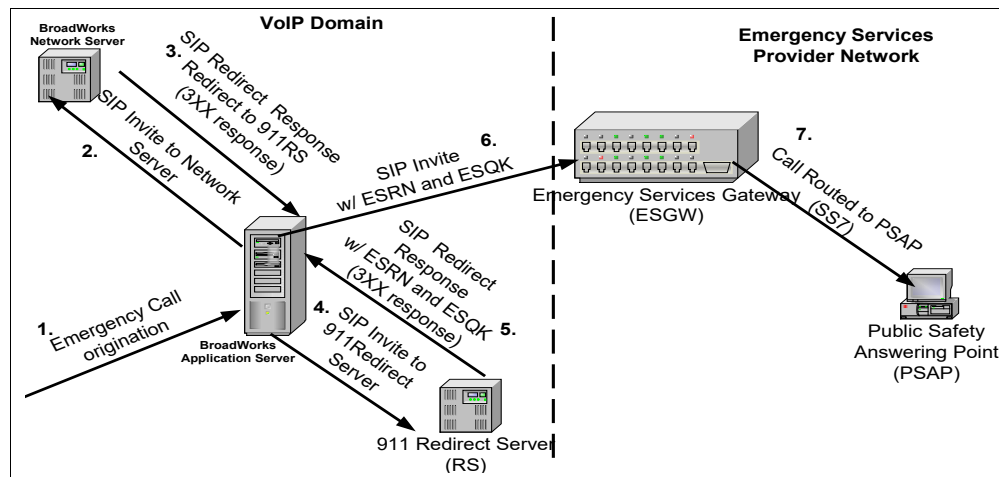 VoIP Domain
Emergency Services
Provider Network
BroadWorks
Network Server
3.
SIP Redirect Response
Redirect to 911RS
(3XX response)
2.
SIP Invite to Network
Server
6.
SIP Invite
w/ ESRN and ESQK
Emergency Services Gateway
(ESGW)
7.
Call Routed to PSAP
(SS7)
Public Safety
Answering Point
(PSAP)
1.
Emergency Call
origination
BroadWorks
Application Server
4.
SIP Invite to
911Redirect
Server
5.
SIP Redirect
Response
w/ ESRN and ESQK
(3XX response)
911 Redirect Server
(RS)